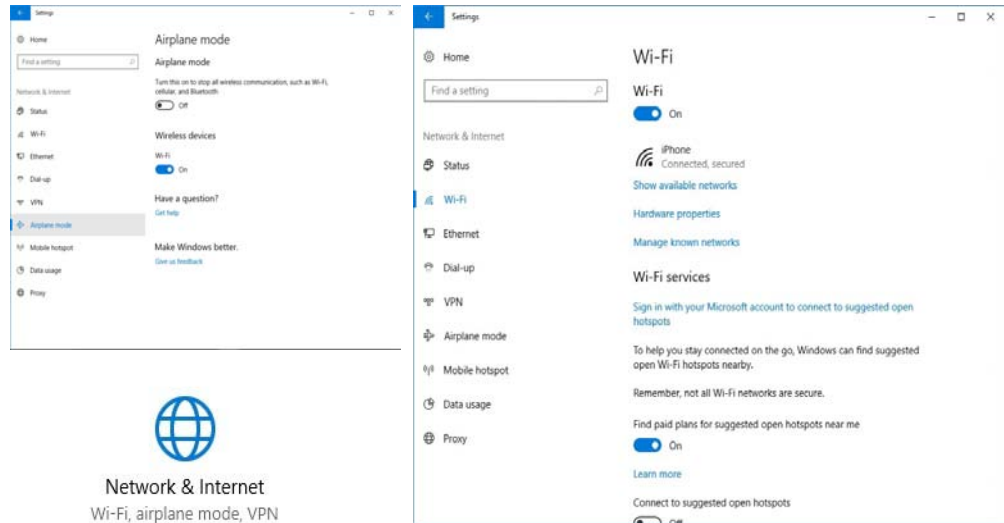 Settings
Home
Find a setting
Network & Internet
Status
Wi-Fi
Ethernet
Dial-up
VPN
Airplane mode
Mobile hotspot
Data usage
Proxy
Airplane mode
Airplane mode
Turn this on to stop all wireless communication, such as Wi-Fi,
cellular, and Bluetooth
Off
Wireless devices
Wi-Fi
On
Have a question?
Get help
Make Windows better.
Give us feedback
Network & Internet
Wi-Fi, airplane mode, VPN
Settings
Home
Find a setting
Network & Internet
Status
Wi-Fi
Ethernet
Dial-up
VPN
Airplane mode
Mobile hotspot
Data usage
Proxy
Wi-Fi
Wi-Fi
On
iPhone
Connected, secured
Show available networks
Hardware properties
Manage known networks
Wi-Fi services
Sign in with your Microsoft account to connect to suggested open
hotspots
To help you stay connected on the go, Windows can find suggested
open Wi-Fi hotspots nearby.
Remember, not all Wi-Fi networks are secure.
Find paid plans for suggested open hotspots near me
On
Learn more
Connect to suggested open hotspots
Off